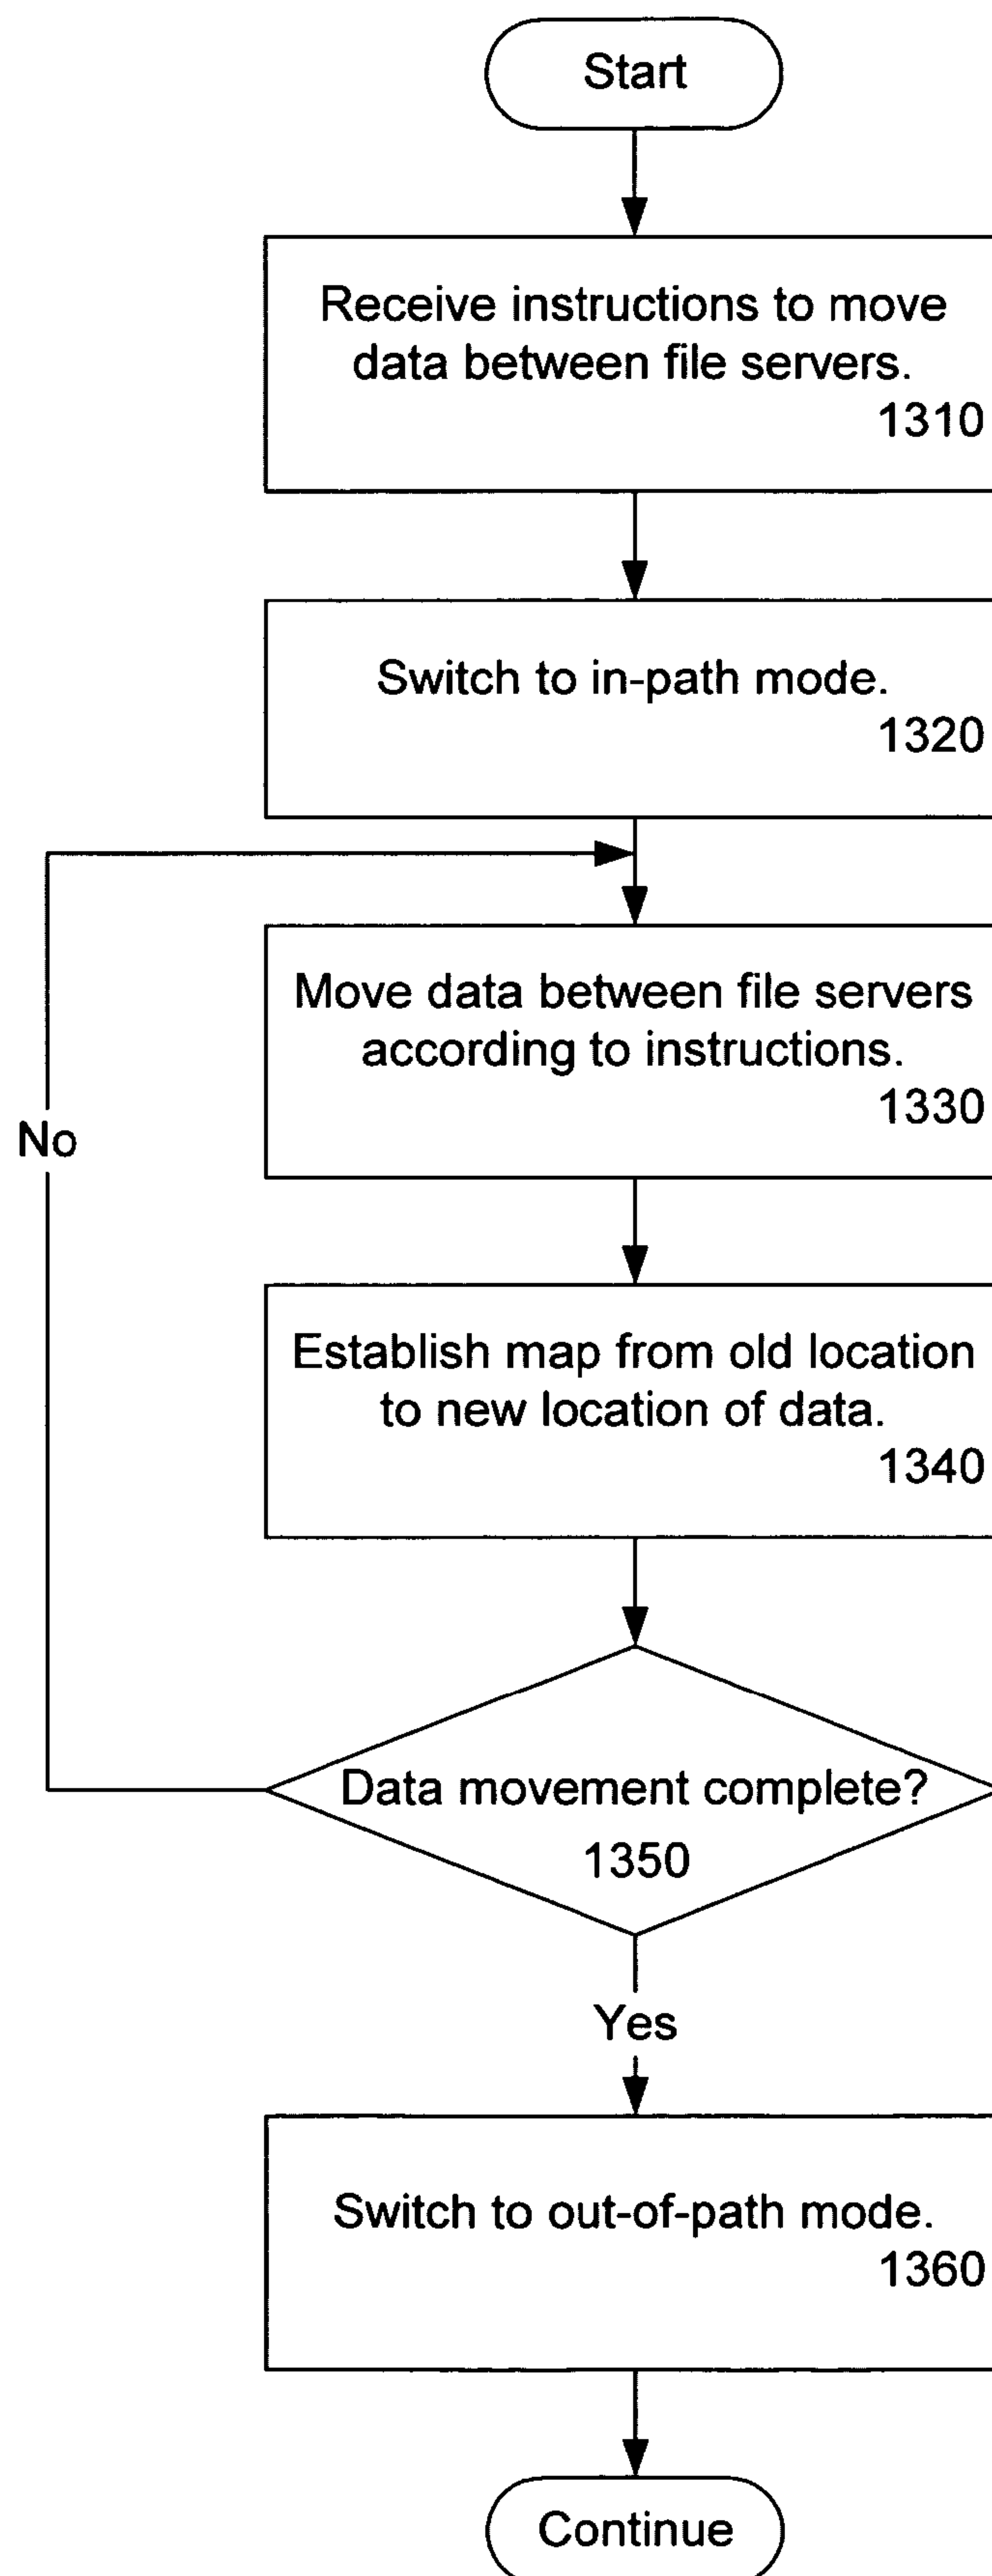 Start
Receive instructions to move
data between file servers.
1310
Switch to in-path mode.
1320
Move data between file servers
according to instructions.
1330
No
Establish map from old location
to new location of data.
1340
Data movement complete?
1350
Yes
Switch to out-of-path mode.
1360
Continue